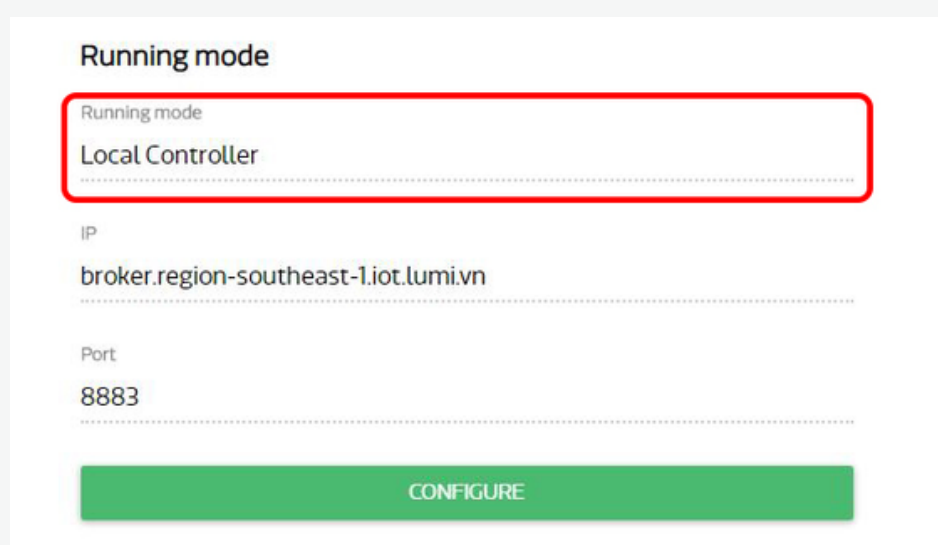 Running mode
Running mode
Local Controller
IP
broker.region-southeast-1.iot.lumi.vn
Port
8883
CONFIGURE